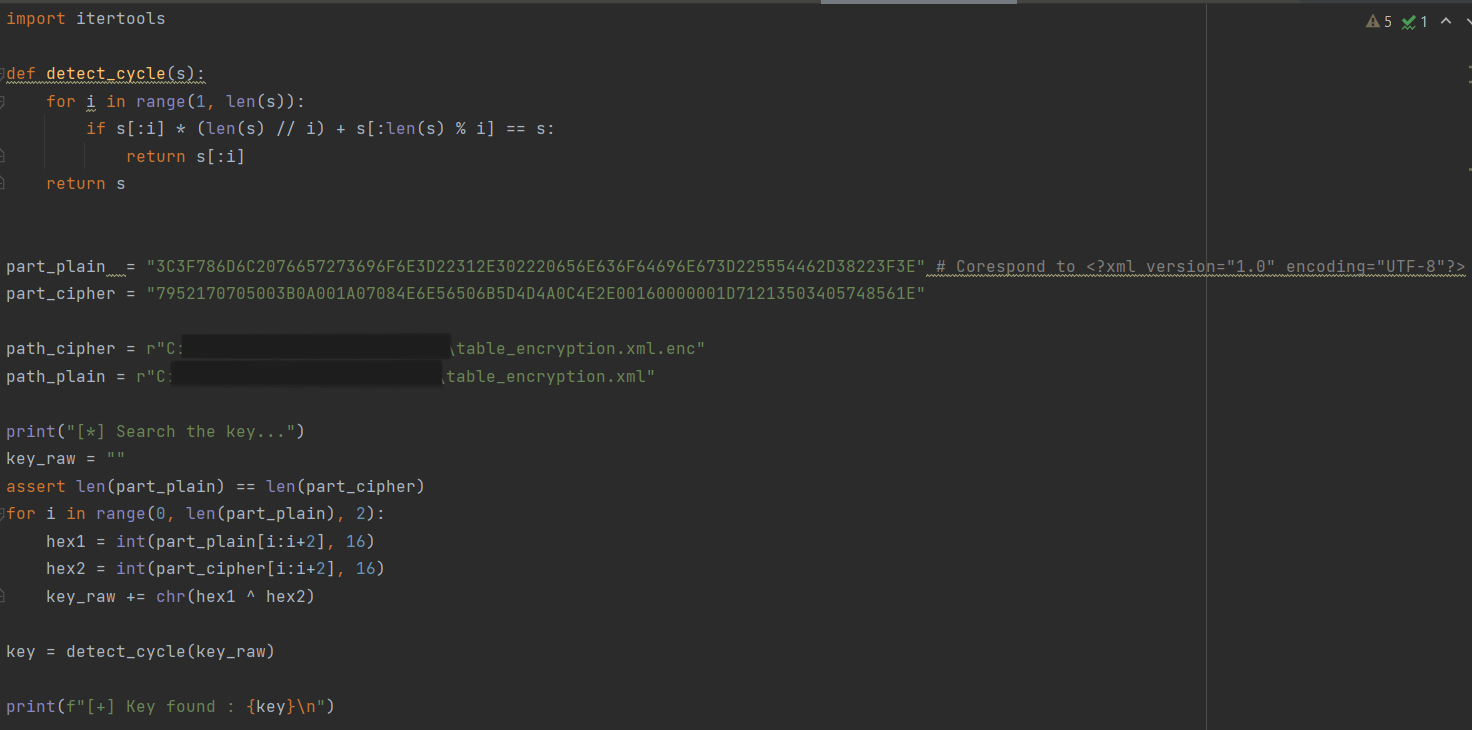 import itertools
5 1
def detect_cycle(s):
    for i in range(1, len(s)):
        if s[:i] * (len(s) // i) + s[:len(s) % i] == s:
            return s[:i]
    return s
part_plain  = "3C3F786D6C2076657273696F6E3D22312E302220656E636F64696E673D225554462D38223F3E" # Corespond to <?xml version="1.0" encoding="UTF-8"?>
part_cipher = "7952170705003B0A001A07084E6E56506B5D4D4A0C4E2E00160000001D71213503405748561E"
path_cipher = r"C:\table_encryption.xml.enc"
path_plain = r"C:\table_encryption.xml"
print("[*] Search the key...")
key_raw = ""
assert len(part_plain) == len(part_cipher)
for i in range(0, len(part_plain), 2):
    hex1 = int(part_plain[i:i+2], 16)
    hex2 = int(part_cipher[i:i+2], 16)
    key_raw += chr(hex1 ^ hex2)
key = detect_cycle(key_raw)
print(f"[+] Key found : {key}\n")